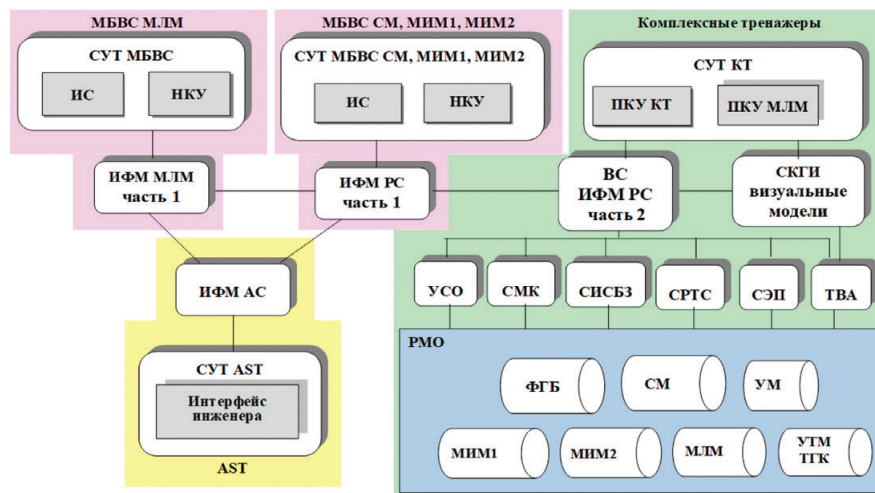 МБВС МЛМ
СУТ МБВС
ИС
НКУ
МБВС СМ, МИМ1, МИМ2
СУТ МБВС СМ, МИМ1, МИМ2
ИС
НКУ
Комплексные тренажеры
СУТ КТ
ПКУ КТ
ПКУ МЛМ
ИФМ МЛМ
часть 1
ИФМ РС
часть 1
ВС
ИФМ РС
часть 2
СКГИ
визуальные
модели
ИФМ АС
УСО
СМК
СИСБЗ
СРТС
СЭП
ТВА
СУТ AST
Интерфейс
инженера
AST
РМО
ФГБ
СМ
УМ
МИМ1
МИМ2
МЛМ
УТМ
ТГК